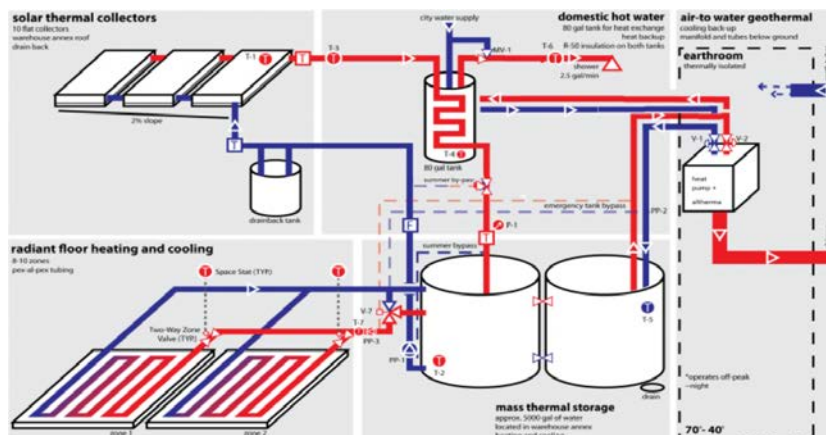 solar thermal collectors
10 flat collectors
warehouse annex roof
drain back
T-1
T
T
T-3
T
2% slope
T
drainback tank
city water supply
MV-1
domestic hot water
80 gal tank for heat exchange
heat backup
R-50 insulation on both tanks
T-6
T
shower
2.5 gal/min
T-4
80 gal tank
air-to water geothermal
cooling back-up
manifold and tubes below ground
earthroom
thermally isolated
V-1
V-2
heat
pump +
altherma
*operates off-peak
~night
70'- 40'
summer by-pass
emergency tank bypass
PP-2
F
P-1
T
summer bypass
radiant floor heating and cooling
8-10 zones
pex-al-pex tubing
T
Space Stat (TYP.)
T
Two-Way Zone
Valve (TYP.)
V-7
T-7
PP-3
PP-1
zone 1
zone 2
T
T-2
T
T-5
drain
mass thermal storage
approx. 5000 gal of water
located in warehouse annex
heating and cooling